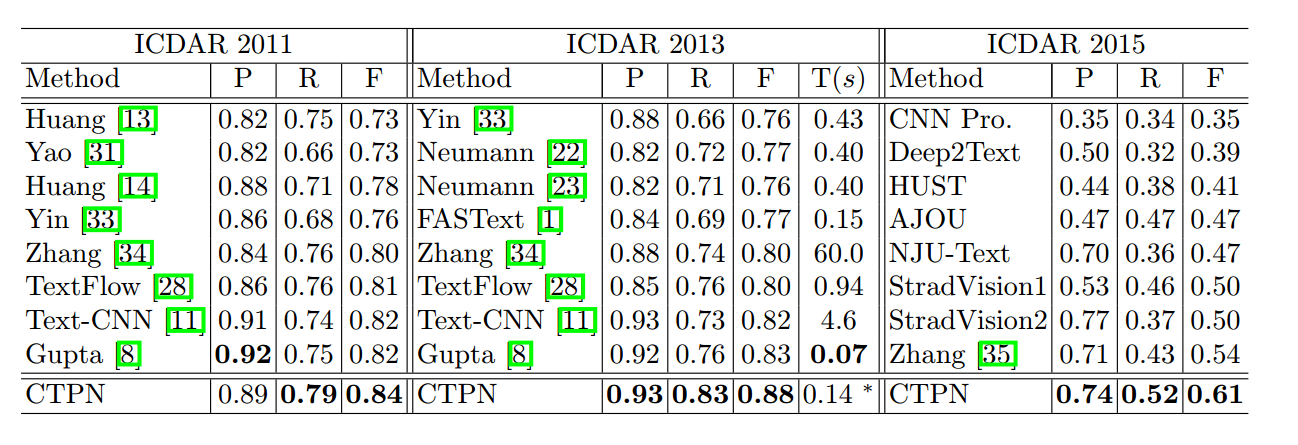 ICDAR 2011 ICDAR 2013 ICDAR 2015
Method P R F Method P R F T(s) Method P R F
Huang [13] 0.82 0.75 0.73 Yin [33] 0.88 0.66 0.76 0.43 CNN Pro. 0.35 0.34 0.35
Yao [31] 0.82 0.66 0.73 Neumann [22] 0.82 0.72 0.77 0.40 Deep2Text 0.50 0.32 0.39
Huang [14] 0.88 0.71 0.78 Neumann [23] 0.82 0.71 0.76 0.40 HUST 0.44 0.38 0.41
Yin [33] 0.86 0.68 0.76 FASText [1] 0.84 0.69 0.77 0.15 AJOU 0.47 0.47 0.47
Zhang [34] 0.84 0.76 0.80 Zhang [34] 0.88 0.74 0.80 60.0 NJU-Text 0.70 0.36 0.47
TextFlow [28] 0.86 0.76 0.81 TextFlow [28] 0.85 0.76 0.80 0.94 StradVision1 0.53 0.46 0.50
Text-CNN [11] 0.91 0.74 0.82 Text-CNN [11] 0.93 0.73 0.82 4.6 StradVision2 0.77 0.37 0.50
Gupta [8] 0.92 0.75 0.82 Gupta [8] 0.92 0.76 0.83 0.07 Zhang [35] 0.71 0.43 0.54
CTPN 0.89 0.79 0.84 CTPN 0.93 0.83 0.88 0.14 * CTPN 0.74 0.52 0.61